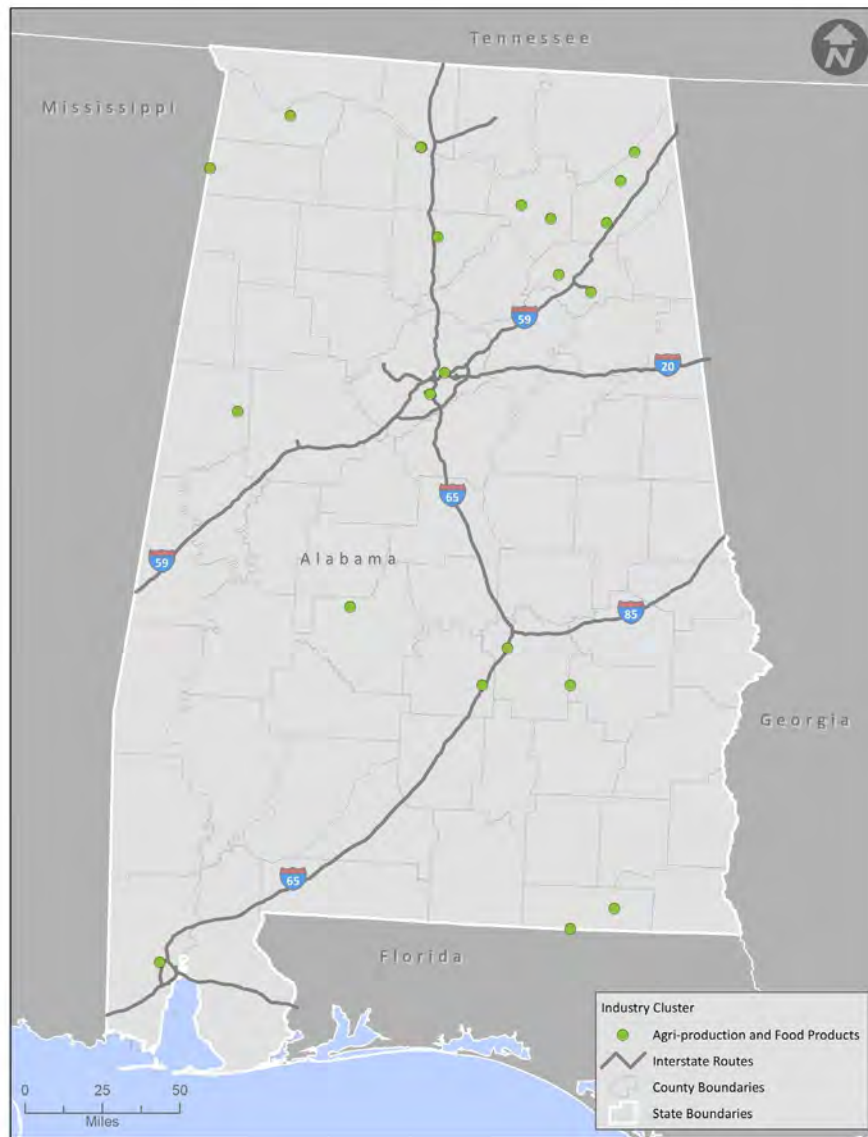 Tennessee
N
Mississippi
59
20
65
Alabama
59
85
Georgia
65
Florida
Industry Cluster
Agri-production and Food Products
Interstate Routes
County Boundaries
State Boundaries
0 25 50
Miles